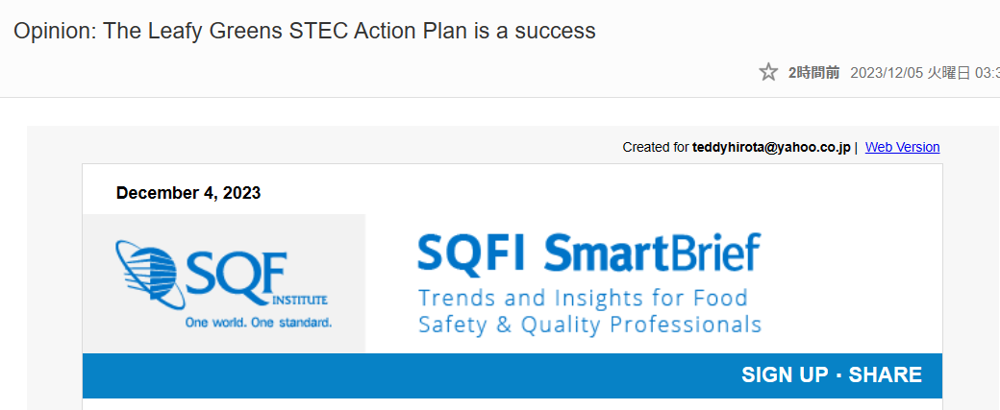 Opinion: The Leafy Greens STEC Action Plan is a success
2時間前 2023/12/05 火曜日 03:3
Created for teddyhirota@yahoo.co.jp | Web Version
December 4, 2023
SQF
INSTITUTE
One world. One standard.
SQFI SmartBrief
Trends and Insights for Food
Safety & Quality Professionals
SIGN UP · SHARE